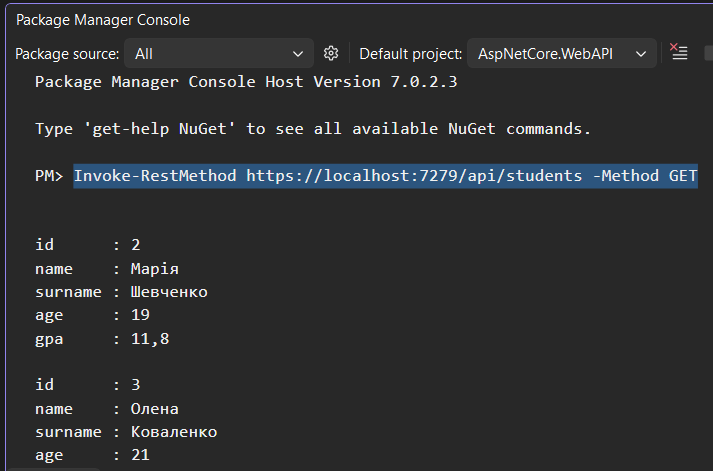 Package Manager Console
Package source: All Default project: AspNetCore.WebAPI
Package Manager Console Host Version 7.0.2.3
Type 'get-help NuGet' to see all available NuGet commands.
PM> Invoke-RestMethod https://localhost:7279/api/students -Method GET
id : 2
name : Марія
surname : Шевченко
age : 19
gpa : 11,8
id : 3
name : Олена
surname : Коваленко
age : 21